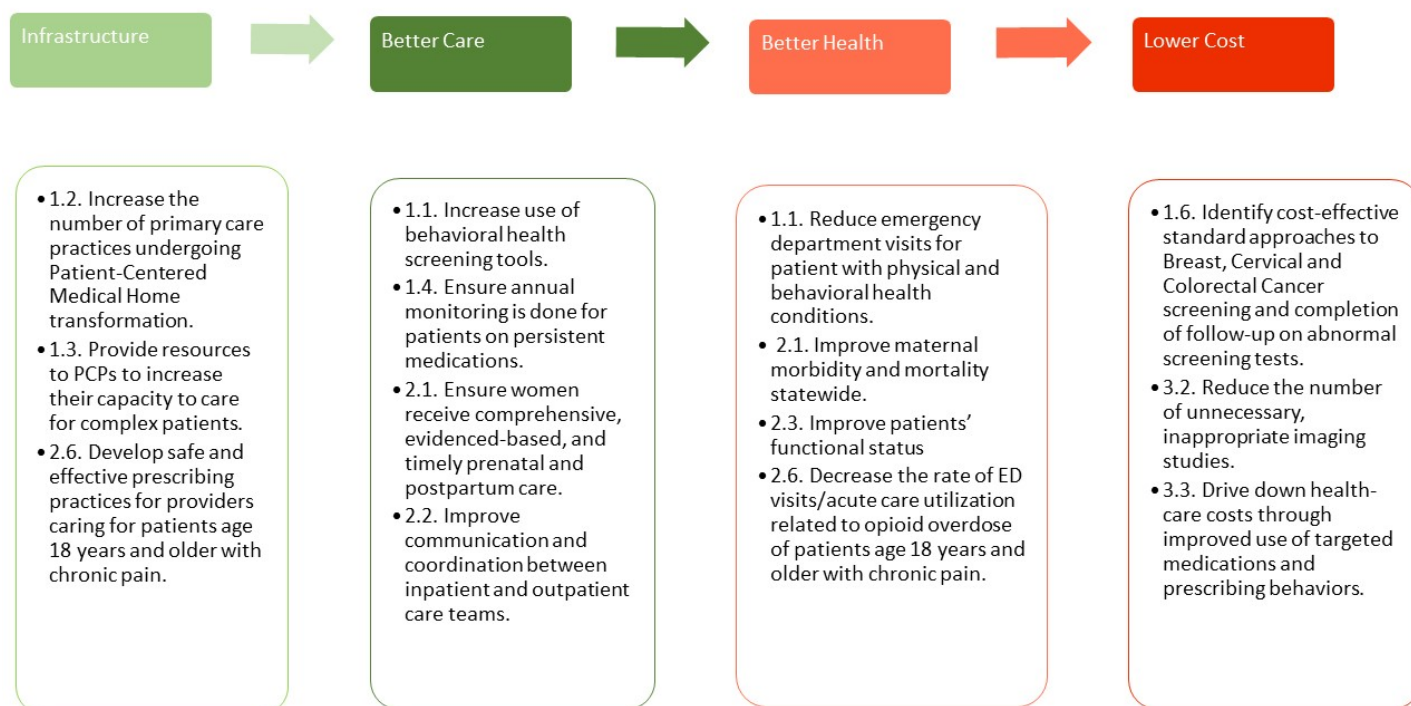 Infrastructure
Better Care
Better Health
Lower Cost
•1.2. Increase the
number of primary care
practices undergoing
Patient-Centered
Medical Home
transformation.
•1.3. Provide resources
to PCPs to increase
their capacity to care
for complex patients.
•2.6. Develop safe and
effective prescribing
practices for providers
caring for patients age
18 years and older with
chronic pain.
•1.1. Increase use of
behavioral health
screening tools.
•1.4. Ensure annual
monitoring is done for
patients on persistent
medications.
•2.1. Ensure women
receive comprehensive,
evidenced-based, and
timely prenatal and
postpartum care.
•2.2. Improve
communication and
coordination between
inpatient and outpatient
care teams.
•1.1. Reduce emergency
department visits for
patient with physical and
behavioral health
conditions.
• 2.1. Improve maternal
morbidity and mortality
statewide.
•2.3. Improve patients’
functional status
•2.6. Decrease the rate of ED
visits/acute care utilization
related to opioid overdose
of patients age 18 years and
older with chronic pain.
•1.6. Identify cost-effective
standard approaches to
Breast, Cervical and
Colorectal Cancer
screening and completion
of follow-up on abnormal
screening tests.
•3.2. Reduce the number
of unnecessary,
inappropriate imaging
studies.
•3.3. Drive down health-
care costs through
improved use of targeted
medications and
prescribing behaviors.